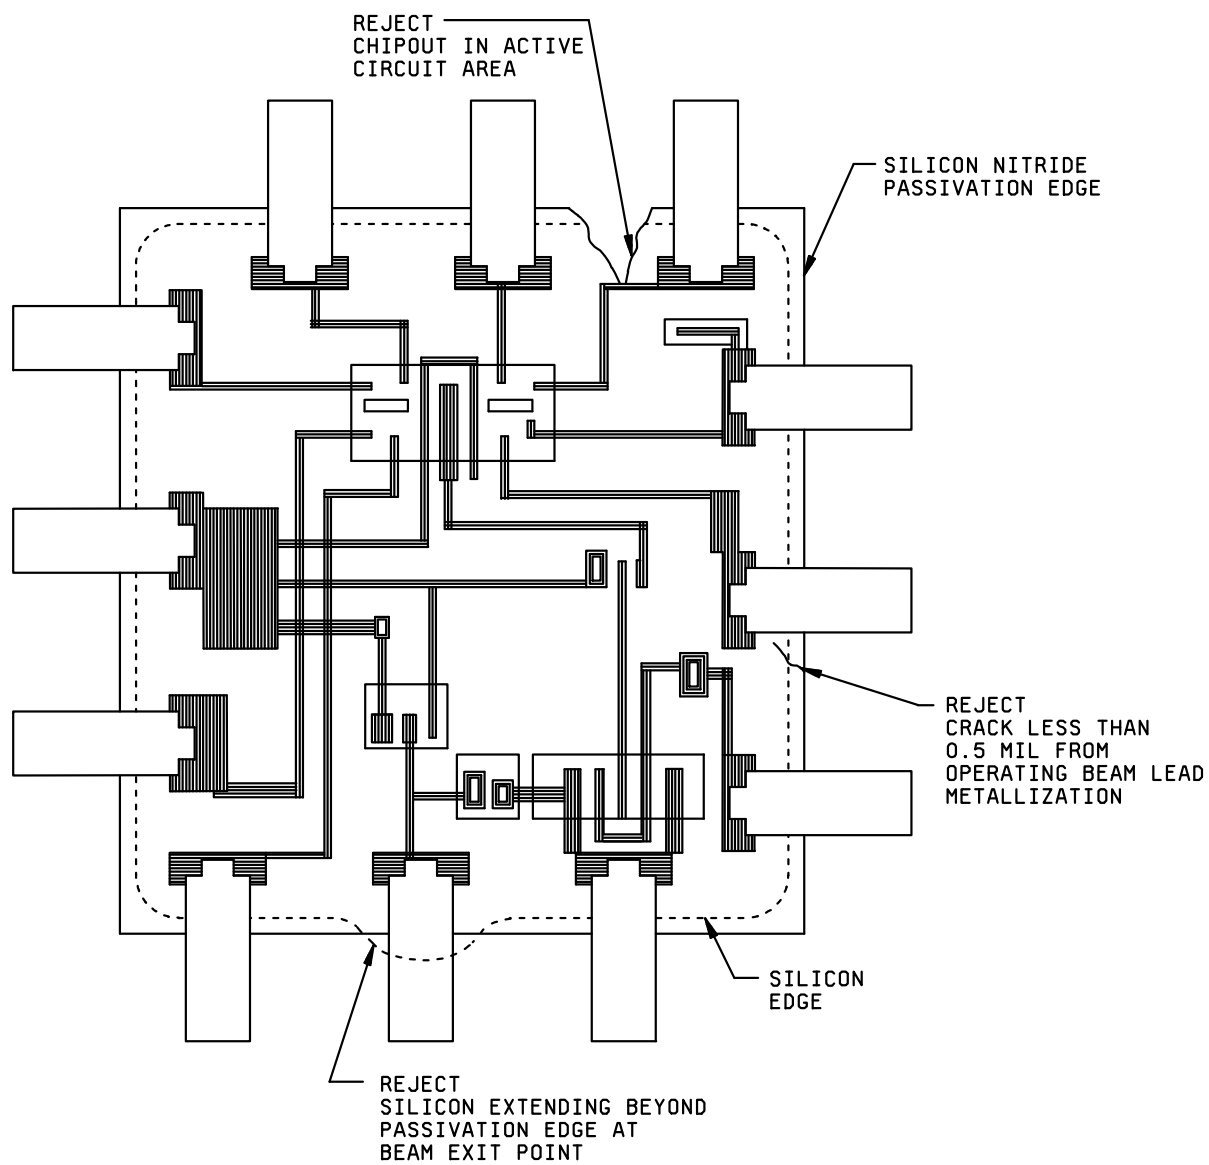 REJECT
CHIPOUT IN ACTIVE
CIRCUIT AREA
SILICON NITRIDE
PASSIVATION EDGE
REJECT
CRACK LESS THAN
0.5 MIL FROM
OPERATING BEAM LEAD
METALLIZATION
SILICON
EDGE
REJECT
SILICON EXTENDING BEYOND
PASSIVATION EDGE AT
BEAM EXIT POINT